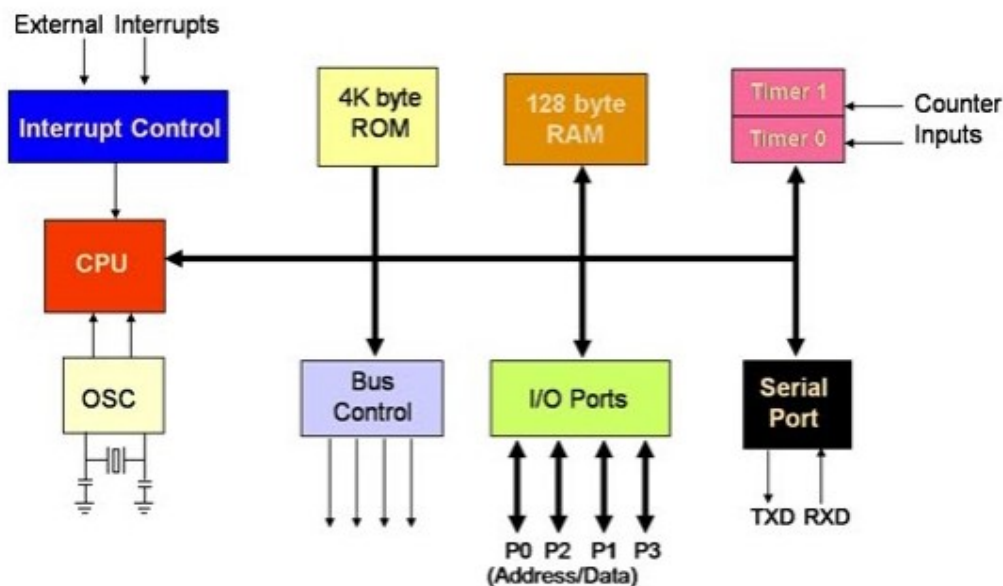 External Interrupts
Interrupt Control
4K byte
ROM
128 byte
RAM
Timer 1
Timer 0
Counter
Inputs
CPU
OSC
Bus
Control
I/O Ports
Serial
Port
P0 P2 P1 P3
(Address/Data)
TXD RXD